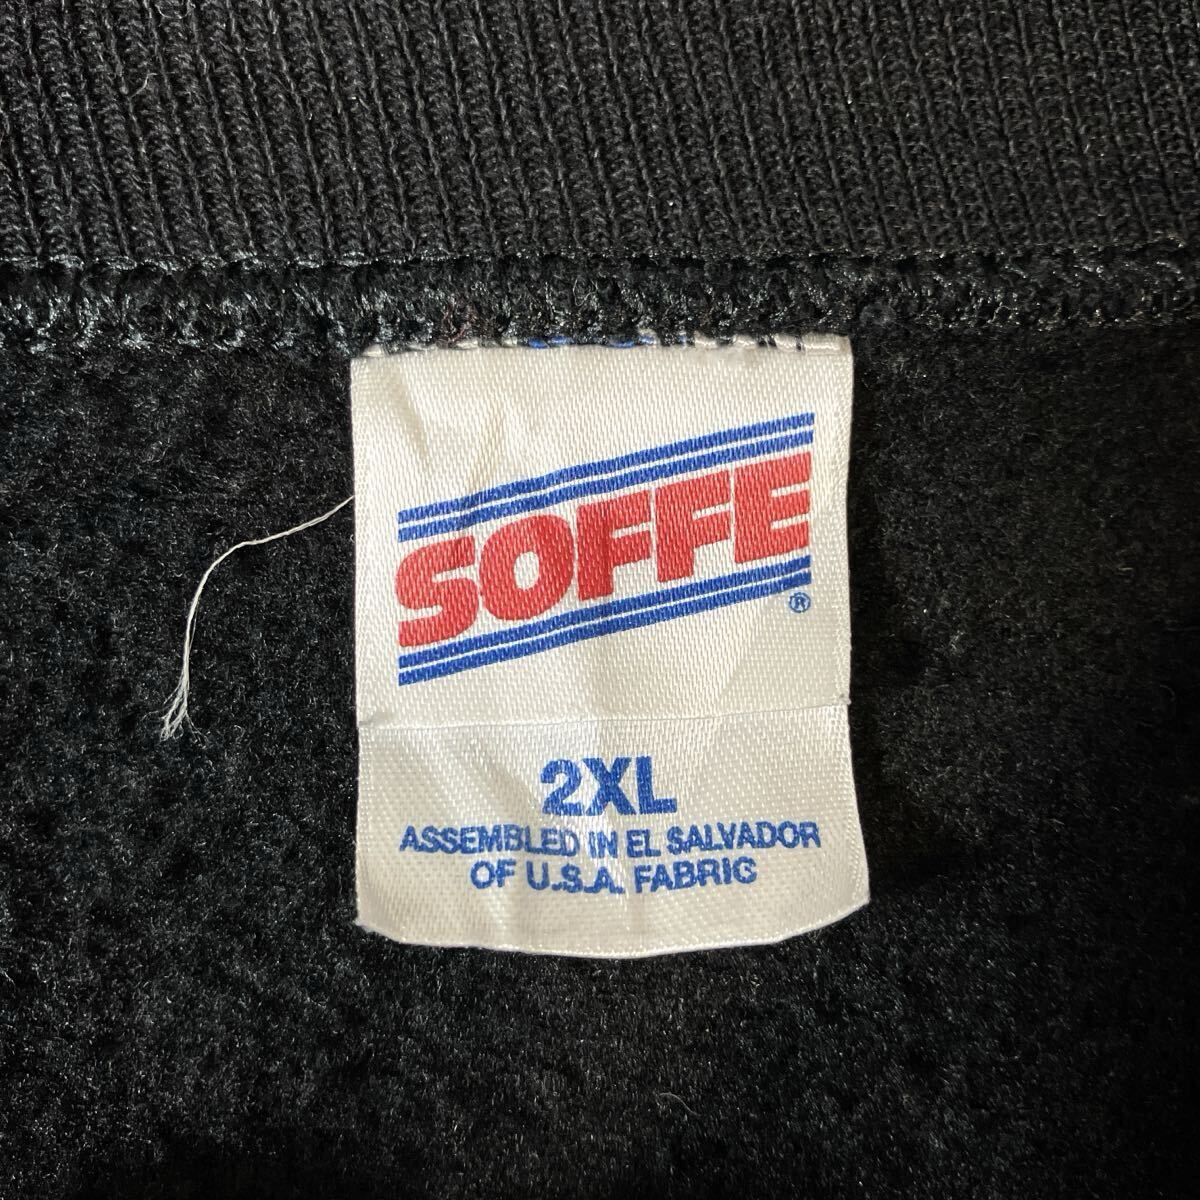 SOFFE
®
2XL
ASSEMBLED IN EL SALVADOR
OF U.S.A. FABRIC